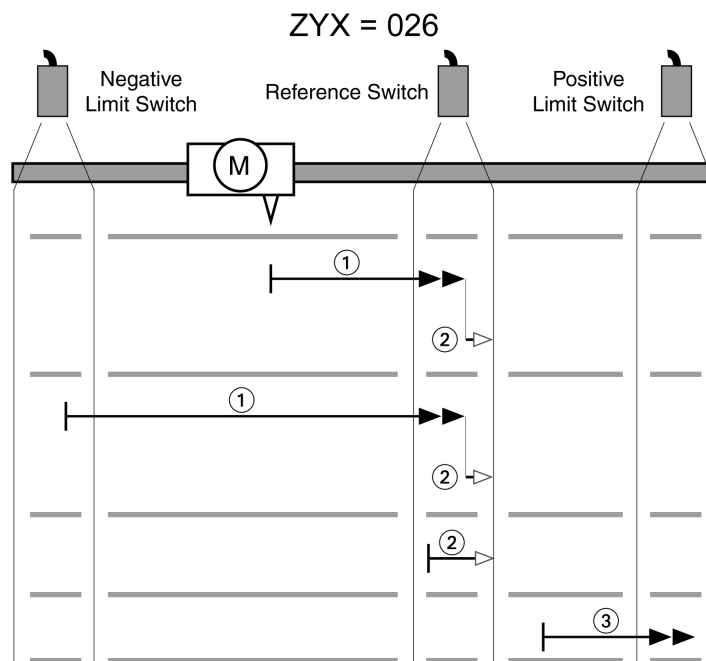 ZYX = 026
Negative
Limit Switch
Reference Switch
Positive
Limit Switch
M
1
2
1
2
2
3